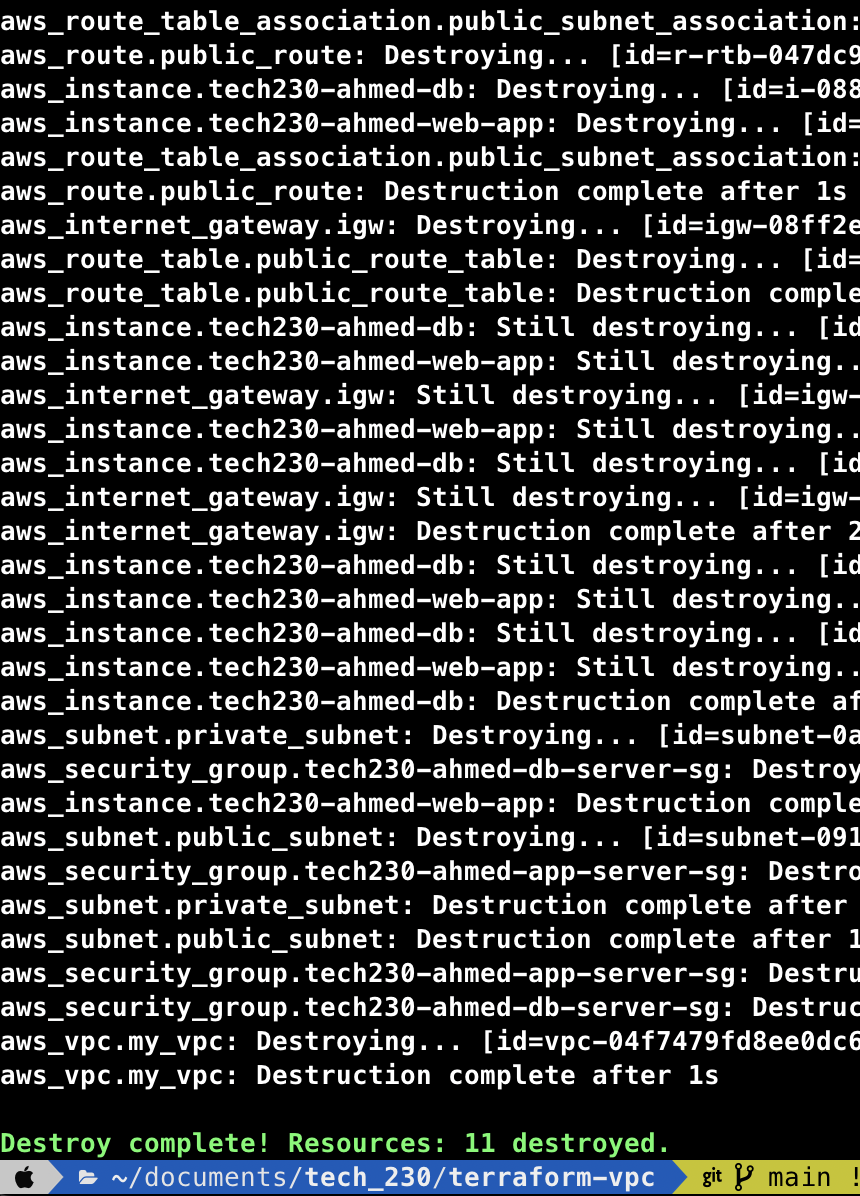 aws_route_table_association.public_subnet_association:
aws_route.public_route: Destroying... [id=r-rtb-047dc9
aws_instance.tech230-ahmed-db: Destroying... [id=i-088
aws_instance.tech230-ahmed-web-app: Destroying... [id=
aws_route_table_association.public_subnet_association:
aws_route.public_route: Destruction complete after 1s
aws_internet_gateway.igw: Destroying... [id=igw-08ff2e
aws_route_table.public_route_table: Destroying... [id=
aws_route_table.public_route_table: Destruction comple
aws_instance.tech230-ahmed-db: Still destroying... [id
aws_instance.tech230-ahmed-web-app: Still destroying..
aws_internet_gateway.igw: Still destroying... [id=igw-
aws_instance.tech230-ahmed-web-app: Still destroying..
aws_instance.tech230-ahmed-db: Still destroying... [id
aws_internet_gateway.igw: Still destroying... [id=igw-
aws_internet_gateway.igw: Destruction complete after 2
aws_instance.tech230-ahmed-db: Still destroying... [id
aws_instance.tech230-ahmed-web-app: Still destroying..
aws_instance.tech230-ahmed-db: Still destroying... [id
aws_instance.tech230-ahmed-web-app: Still destroying..
aws_instance.tech230-ahmed-db: Destruction complete af
aws_subnet.private_subnet: Destroying... [id=subnet-0a
aws_security_group.tech230-ahmed-db-server-sg: Destroy
aws_instance.tech230-ahmed-web-app: Destruction comple
aws_subnet.public_subnet: Destroying... [id=subnet-091
aws_security_group.tech230-ahmed-app-server-sg: Destro
aws_subnet.private_subnet: Destruction complete after
aws_subnet.public_subnet: Destruction complete after 1
aws_security_group.tech230-ahmed-app-server-sg: Destru
aws_security_group.tech230-ahmed-db-server-sg: Destruc
aws_vpc.my_vpc: Destroying... [id=vpc-04f7479fd8ee0dc6
aws_vpc.my_vpc: Destruction complete after 1s
Destroy complete! Resources: 11 destroyed.
~/documents/tech_230/terraform-vpc git main !